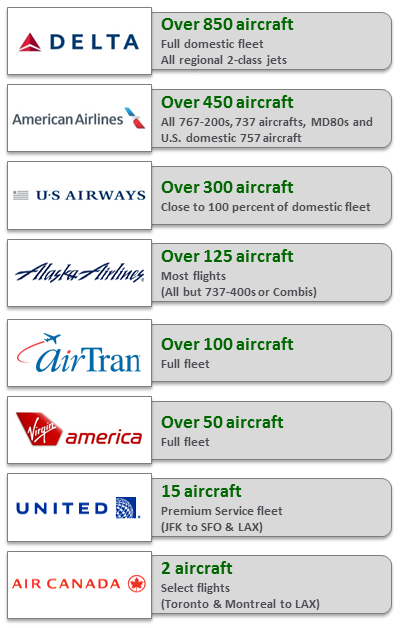 DELTA
Over 850 aircraft
Full domestic fleet
All regional 2-class jets
American Airlines
Over 450 aircraft
All 767-200s, 737 aircrafts, MD80s and
U.S. domestic 757 aircraft
U·S AIRWAYS
Over 300 aircraft
Close to 100 percent of domestic fleet
Alaska Airlines
Over 125 aircraft
Most flights
(All but 737-400s or Combis)
airTran
Over 100 aircraft
Full fleet
Virgin america
Over 50 aircraft
Full fleet
UNITED
15 aircraft
Premium Service fleet
(JFK to SFO & LAX)
AIR CANADA
2 aircraft
Select flights
(Toronto & Montreal to LAX)